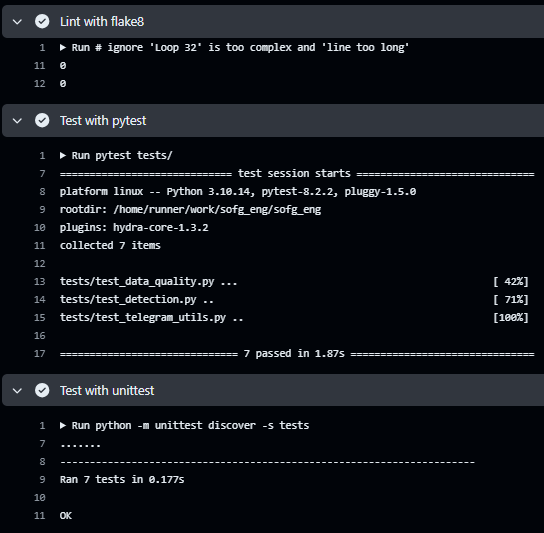 Lint with flake8
1 ▶ Run # ignore 'Loop 32' is too complex and 'line too long'
11 0
12 0
Test with pytest
1 ▶ Run pytest tests/
7 ============================= test session starts ==============================
8 platform linux -- Python 3.10.14, pytest-8.2.2, pluggy-1.5.0
9 rootdir: /home/runner/work/sofg_eng/sofg_eng
10 plugins: hydra-core-1.3.2
11 collected 7 items
12
13 tests/test_data_quality.py ... [ 42%]
14 tests/test_detection.py .. [ 71%]
15 tests/test_telegram_utils.py .. [100%]
16
17 ============================== 7 passed in 1.87s ===============================
Test with unittest
1 ▶ Run python -m unittest discover -s tests
7 .......
8 ----------------------------------------------------------------------
9 Ran 7 tests in 0.177s
10
11 OK